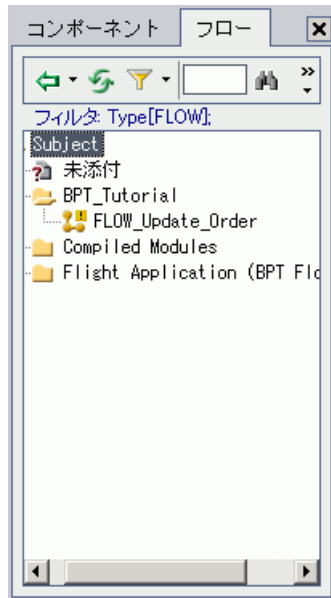 コンポーネント フロー
フィルタ: Type[FLOW];
Subject
未添付
BPT_Tutorial
FLOW_Update_Order
Compiled Modules
Flight Application (BPT Flo